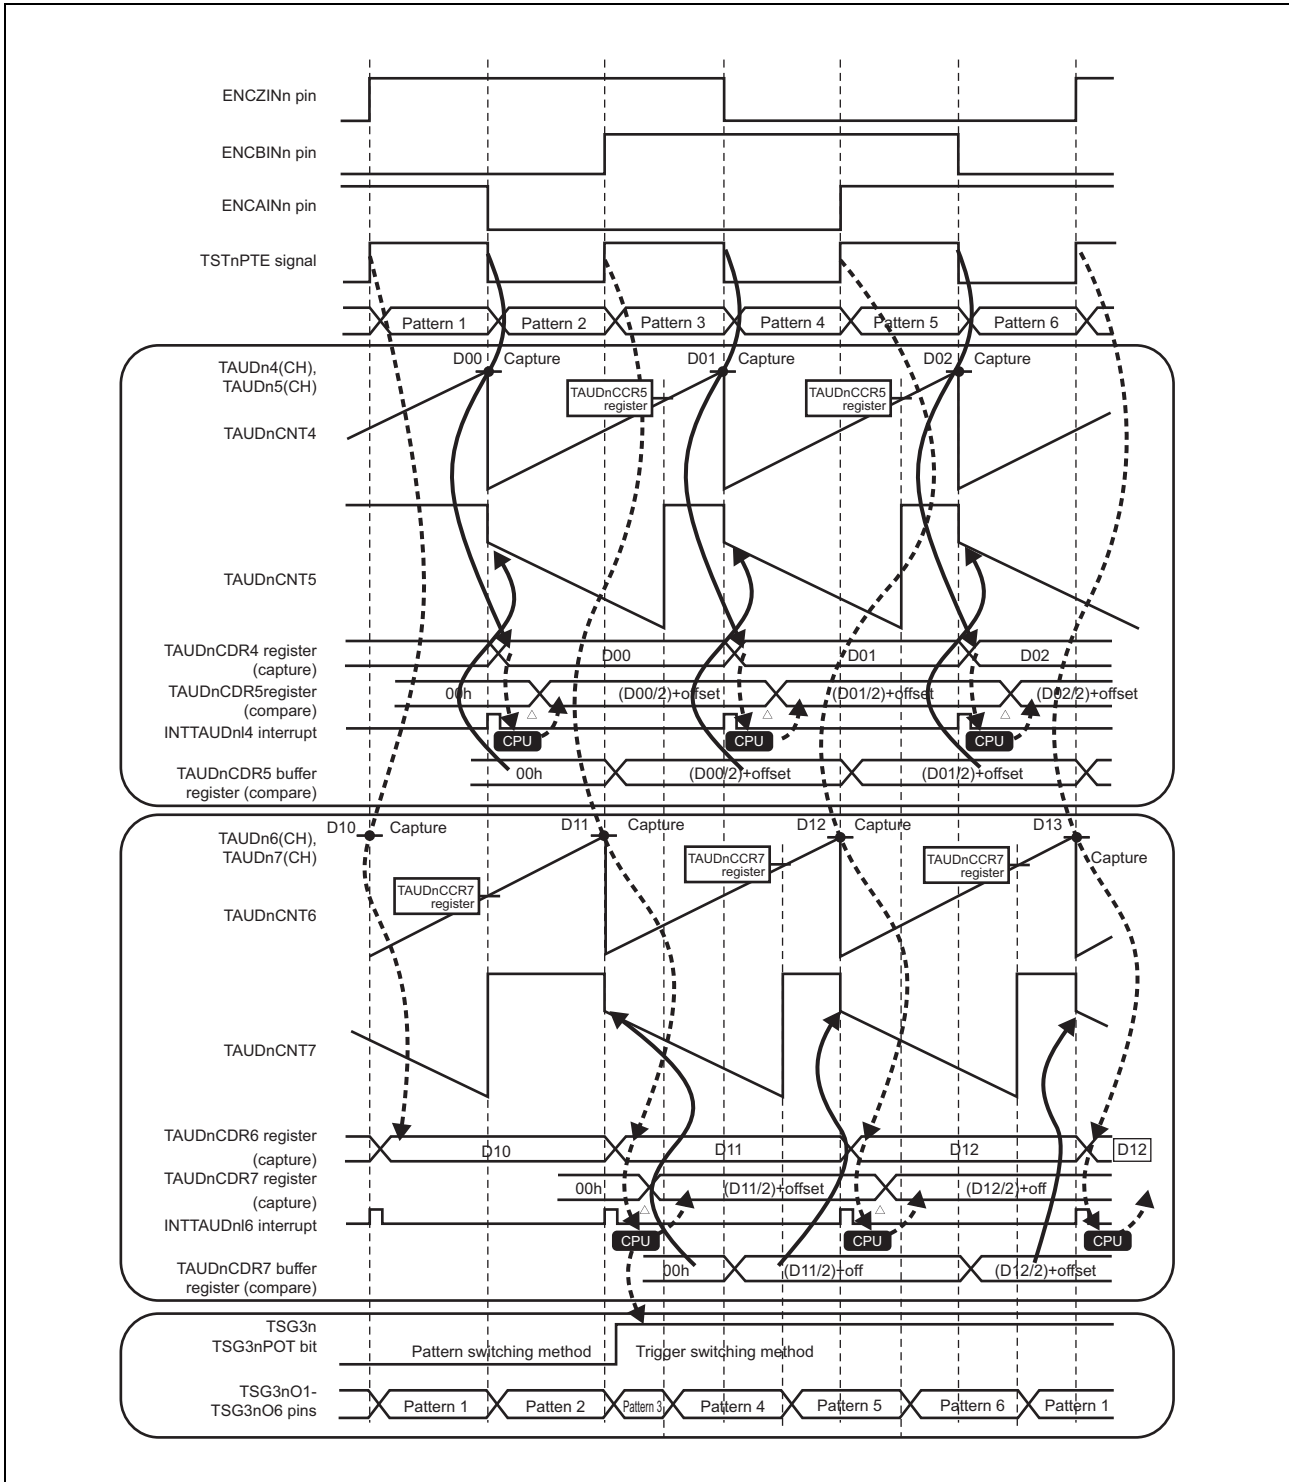 ENCZINn pin
ENCBINn pin
ENCAINn pin
TSTnPTE signal
Pattern 1 Pattern 2 Pattern 3 Pattern 4 Pattern 5 Pattern 6
TAUDn4(CH),
TAUDn5(CH)
D00 Capture D01 Capture D02 Capture
TAUDnCCR5
register
TAUDnCCR5
register
TAUDnCNT4
TAUDnCNT5
TAUDnCDR4 register
(capture)
D00 D01 D02
TAUDnCDR5register
(compare)
00h (D00/2)+offset (D01/2)+offset (D02/2)+offset
INTTAUDnI4 interrupt
CPU CPU CPU
TAUDnCDR5 buffer
register (compare)
00h (D00/2)+offset (D01/2)+offset
TAUDn6(CH),
TAUDn7(CH)
D10 Capture D11 Capture D12 Capture D13
Capture
TAUDnCCR7
register
TAUDnCCR7
register
TAUDnCCR7
register
TAUDnCNT6
TAUDnCNT7
TAUDnCDR6 register
(capture)
D10 D11 D12 D12
TAUDnCDR7 register
(capture)
00h (D11/2)+offset (D12/2)+off
INTTAUDnI6 interrupt
CPU CPU CPU
TAUDnCDR7 buffer
register (compare)
00h (D11/2)+off (D12/2)+offset
TSG3n
TSG3nPOT bit
Pattern switching method Trigger switching method
TSG3nO1-
TSG3nO6 pins
Pattern 1 Patten 2 Pattern 3 Pattern 4 Pattern 5 Pattern 6 Pattern 1